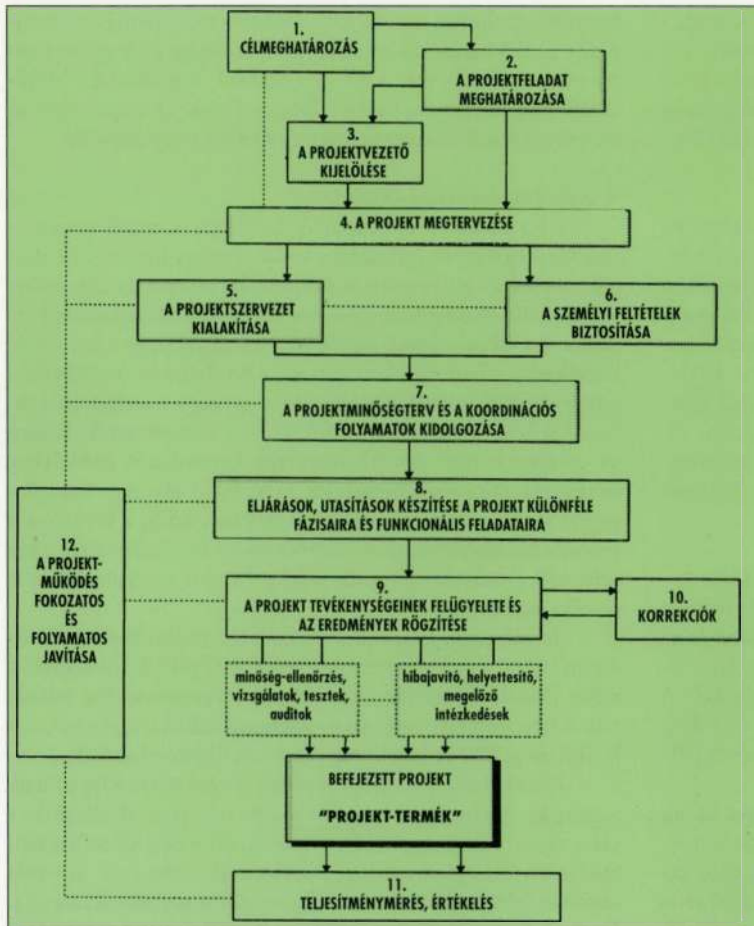 1.
CÉLMEGHATÁROZÁS
2.
A PROJEKTFELADAT
MEGHATÁROZÁSA
3.
A PROJEKTVEZETŐ
KIJELÖLÉSE
4. A PROJEKT MEGTERVEZÉSE
5.
A PROJEKTSZERVEZET
KIALAKÍTÁSA
6.
A SZEMÉLYI FELTÉTELEK
BIZTOSÍTÁSA
7.
A PROJEKTMINŐSÉGTERV ÉS A KOORDINÁCIÓS
FOLYAMATOK KIDOLGOZÁSA
8.
ELJÁRÁSOK, UTASÍTÁSOK KÉSZÍTÉSE A PROJEKT KÜLÖNFÉLE
FÁZISAIRA ÉS FUNKCIONÁLIS FELADATAIRA
12.
A PROJEKT-
MŰKÖDÉS
FOKOZATOS
ÉS
FOLYAMATOS
JAVÍTÁSA
9.
A PROJEKT TEVÉKENYSÉGEINEK FELÜGYELETE ÉS
AZ EREDMÉNYEK RÖGZÍTÉSE
10.
KORREKCIÓK
minőség-ellenőrzés,
vizsgálatok, tesztek,
auditok
hibajavító, helyettesítő,
megelőző
intézkedések
BEFEJEZETT PROJEKT
"PROJEKT-TERMÉK"
11.
TELJESÍTMÉNYMÉRÉS, ÉRTÉKELÉS